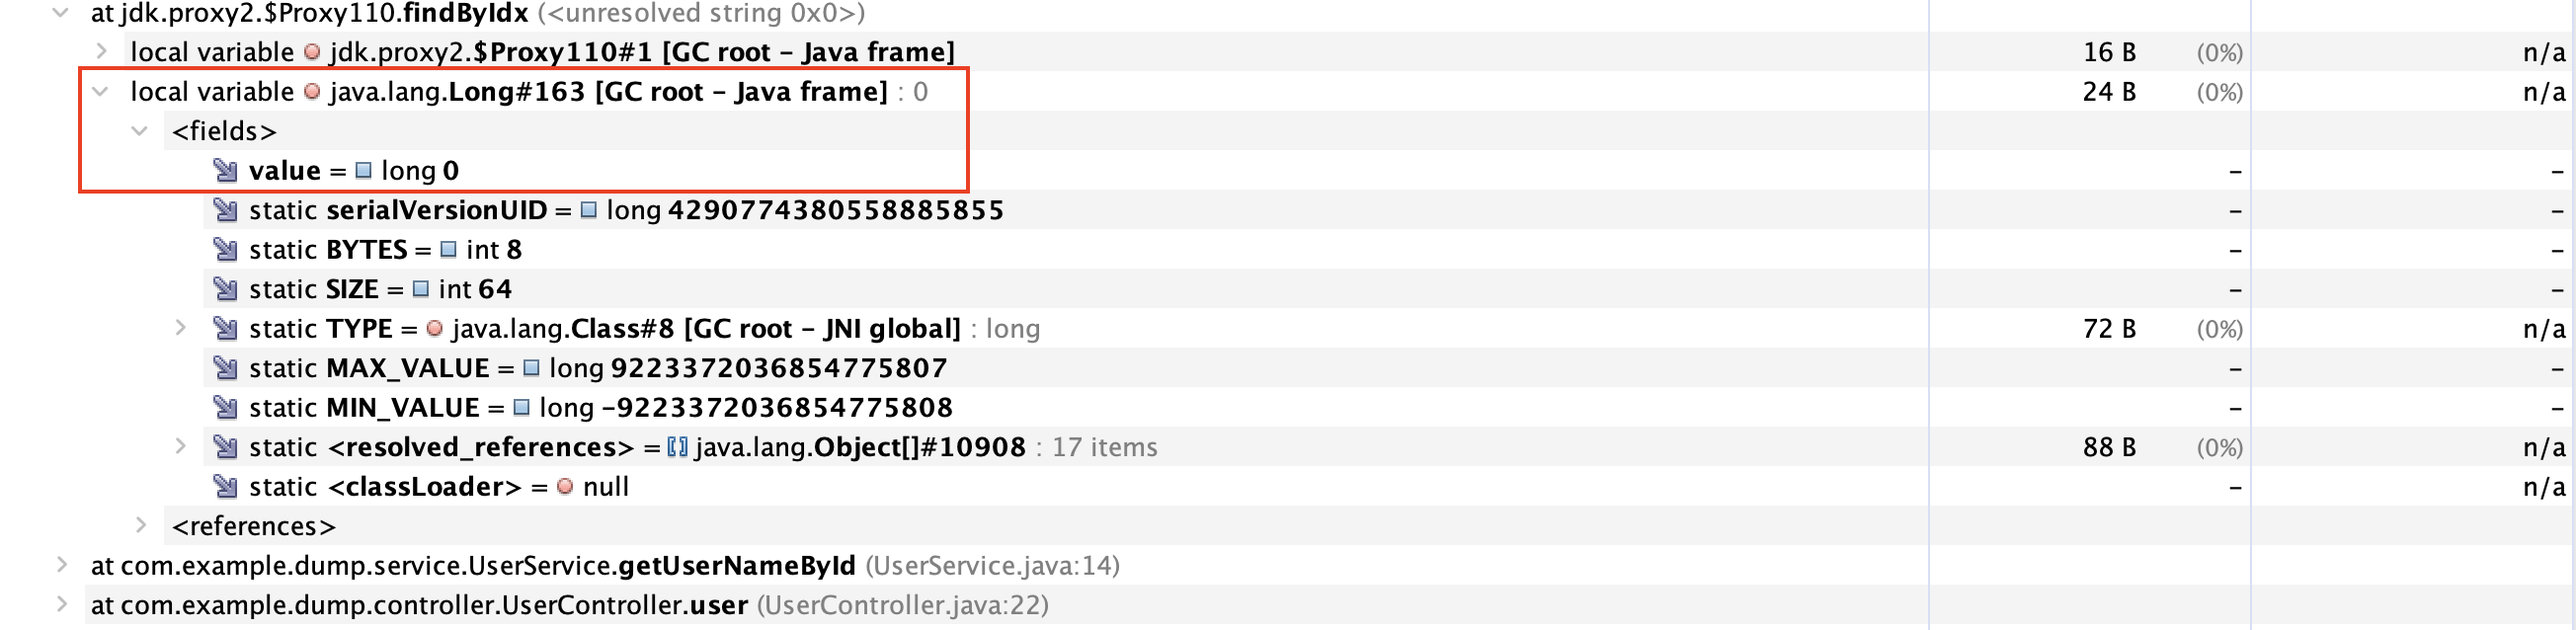 at jdk.proxy2.$Proxy110.findByIdx (<unresolved string 0x0>)
local variable jdk.proxy2.$Proxy110#1 [GC root – Java frame] 16 B (0%) n/a
local variable java.lang.Long#163 [GC root – Java frame] : 0 24 B (0%) n/a
<fields>
value = long 0 – –
static serialVersionUID = long 4290774380558885855 – –
static BYTES = int 8 – –
static SIZE = int 64 – –
static TYPE = java.lang.Class#8 [GC root – JNI global] : long 72 B (0%) n/a
static MAX_VALUE = long 9223372036854775807 – –
static MIN_VALUE = long –9223372036854775808 – –
static <resolved_references> = java.lang.Object[]#10908 : 17 items 88 B (0%) n/a
static <classLoader> = null – n/a
<references>
at com.example.dump.service.UserService.getUserNameById (UserService.java:14)
at com.example.dump.controller.UserController.user (UserController.java:22)